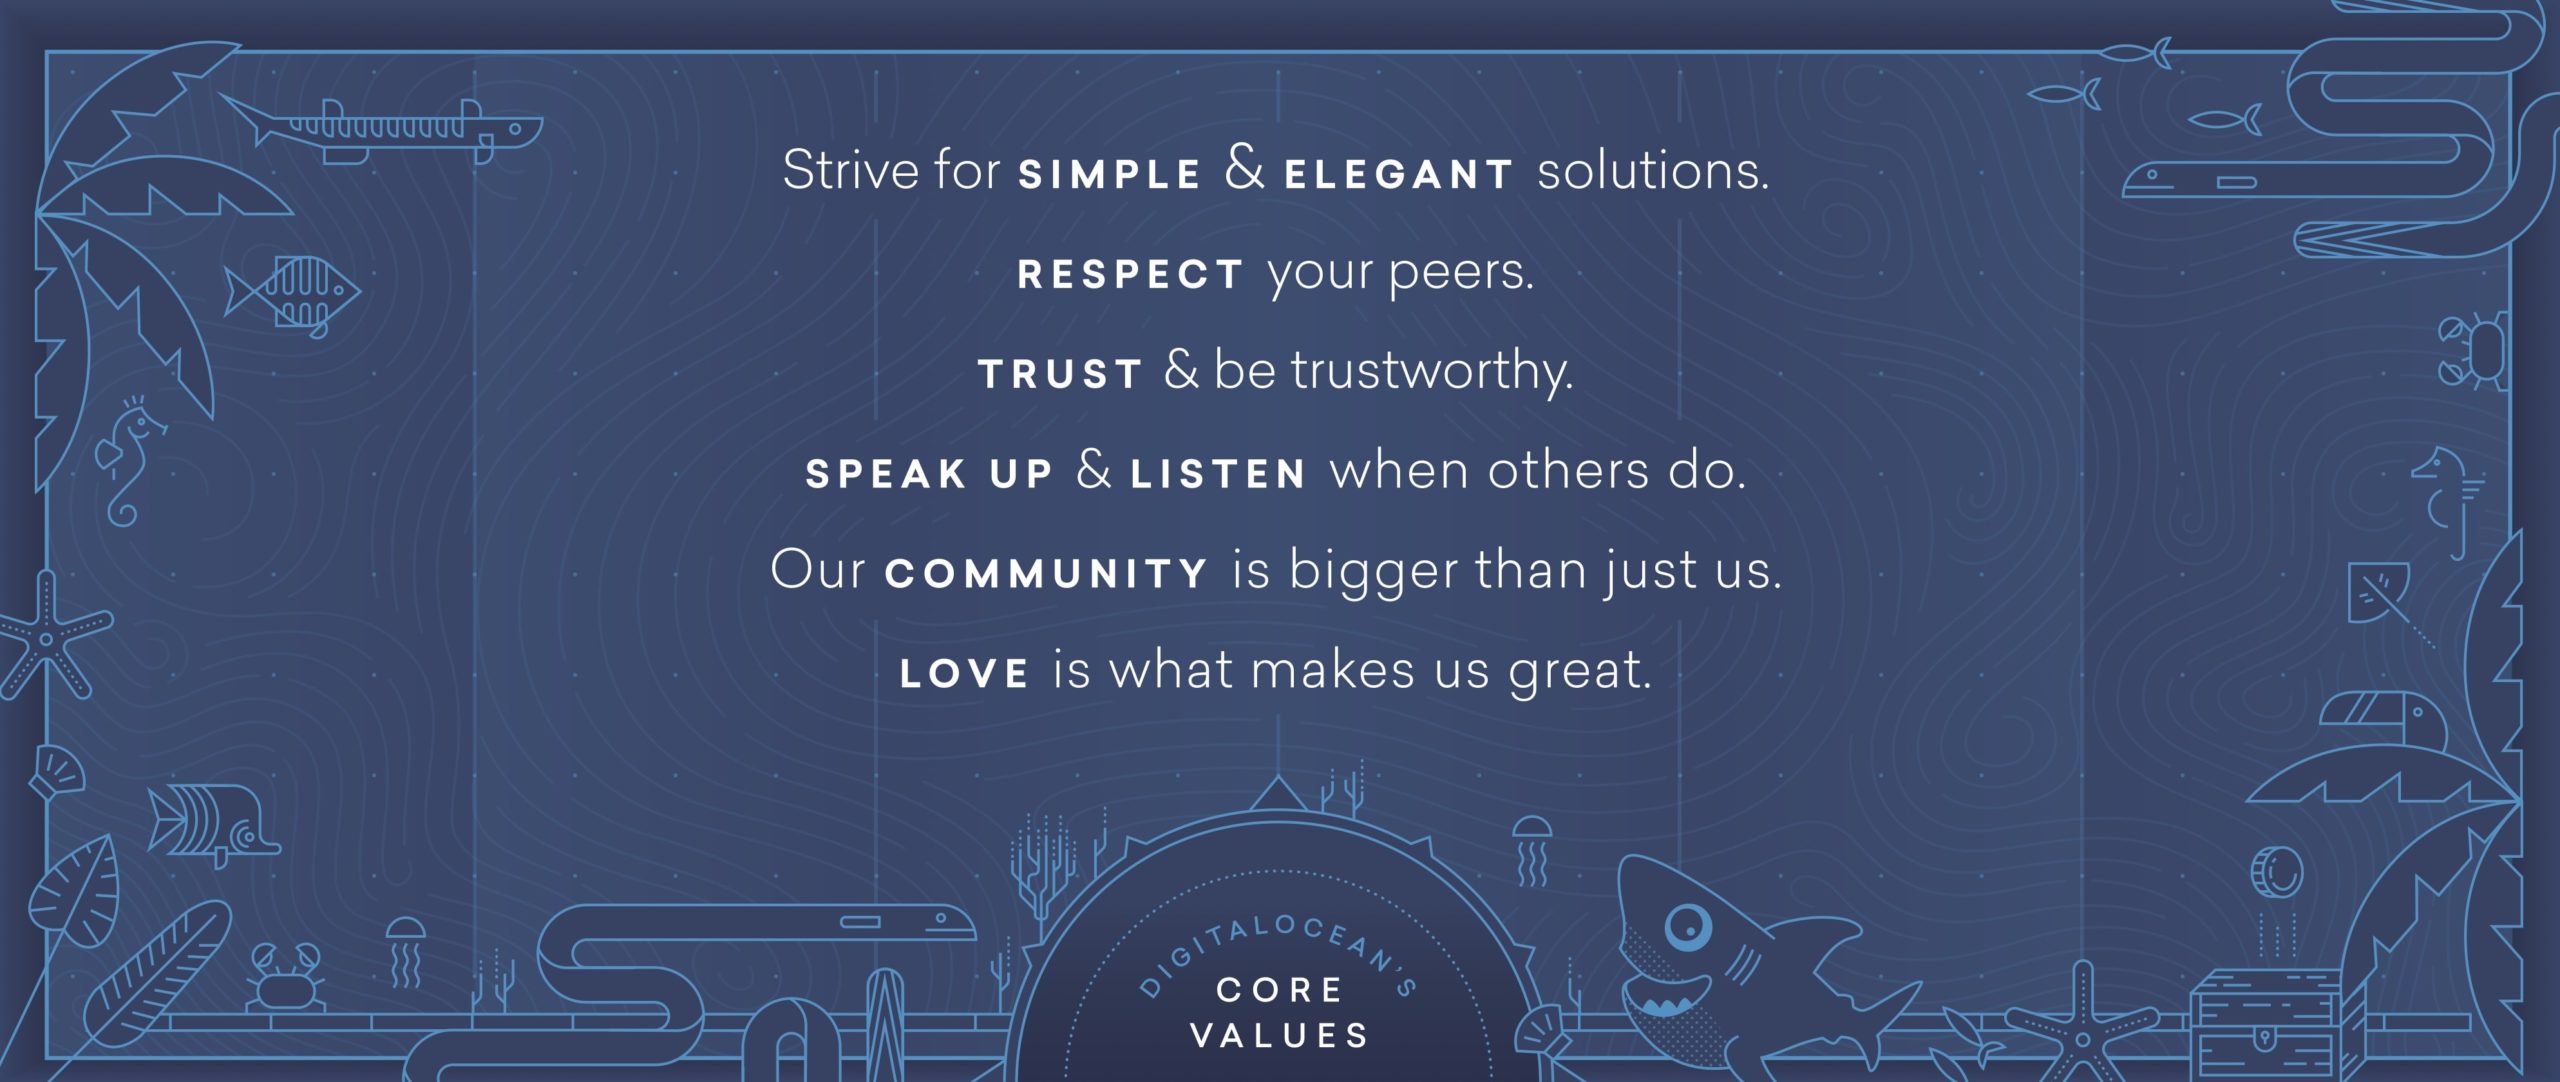 Strive for SIMPLE & ELEGANT solutions.
RESPECT your peers.
TRUST & be trustworthy.
SPEAK UP & LISTEN when others do.
Our COMMUNITY is bigger than just us.
LOVE is what makes us great.
DIGITALOCEAN'S
CORE
VALUES